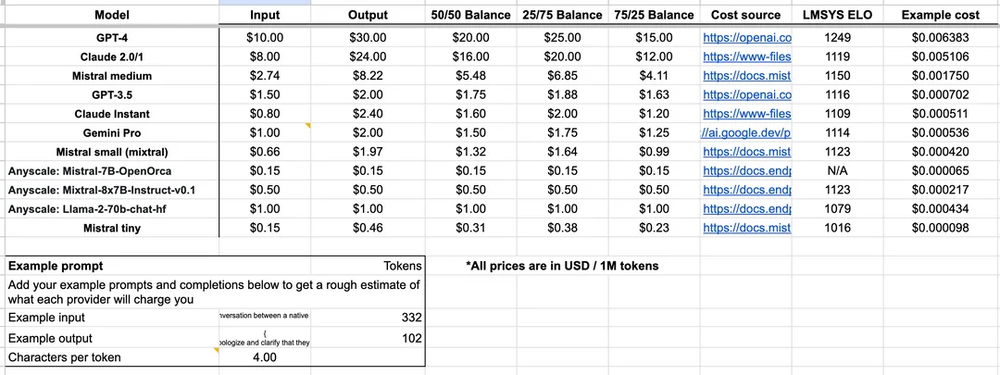 Model Input Output 50/50 Balance 25/75 Balance 75/25 Balance Cost source LMSYS ELO Example cost
GPT-4 $10.00 $30.00 $20.00 $25.00 $15.00 https://openai.co 1249 $0.006383
Claude 2.0/1 $8.00 $24.00 $16.00 $20.00 $12.00 https://www-files 1119 $0.005106
Mistral medium $2.74 $8.22 $5.48 $6.85 $4.11 https://docs.mist 1150 $0.001750
GPT-3.5 $1.50 $2.00 $1.75 $1.88 $1.63 https://openai.co 1116 $0.000702
Claude Instant $0.80 $2.40 $1.60 $2.00 $1.20 https://www-files 1109 $0.000511
Gemini Pro $1.00 $2.00 $1.50 $1.75 $1.25 //ai.google.dev/p 1114 $0.000536
Mistral small (mixtral) $0.66 $1.97 $1.32 $1.64 $0.99 https://docs.mist 1123 $0.000420
Anyscale: Mistral-7B-OpenOrca $0.15 $0.15 $0.15 $0.15 $0.15 https://docs.endp N/A $0.000065
Anyscale: Mixtral-8x7B-Instruct-v0.1 $0.50 $0.50 $0.50 $0.50 $0.50 https://docs.endp 1123 $0.000217
Anyscale: Llama-2-70b-chat-hf $1.00 $1.00 $1.00 $1.00 $1.00 https://docs.endp 1079 $0.000434
Mistral tiny $0.15 $0.46 $0.31 $0.38 $0.23 https://docs.mist 1016 $0.000098
Example prompt Tokens *All prices are in USD / 1M tokens
Add your example prompts and completions below to get a rough estimate of
what each provider will charge you
Example input nversation between a native 332
{
Example output pologize and clarify that they 102
Characters per token 4.00